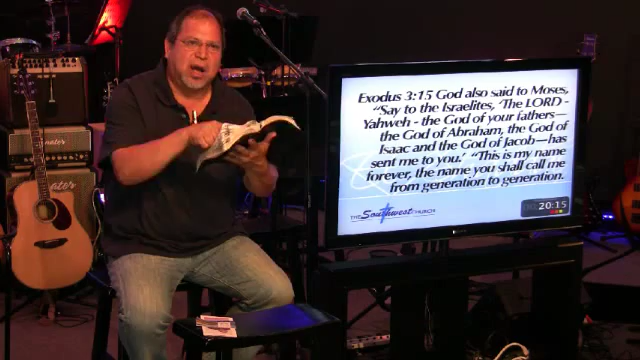 Exodus 3:15 God also said to Moses,
"Say to the Israelites, 'The LORD -
Yahweh - the God of your fathers—
the God of Abraham, the God of
Isaac and the God of Jacob—has
sent me to you.' "This is my name
forever, the name you shall call me
from generation to generation.
THE Southwest CHURCH
20:15